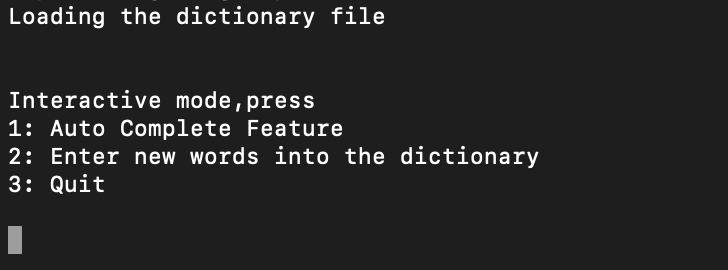 Loading the dictionary file
Interactive mode,press
1: Auto Complete Feature
2: Enter new words into the dictionary
3: Quit